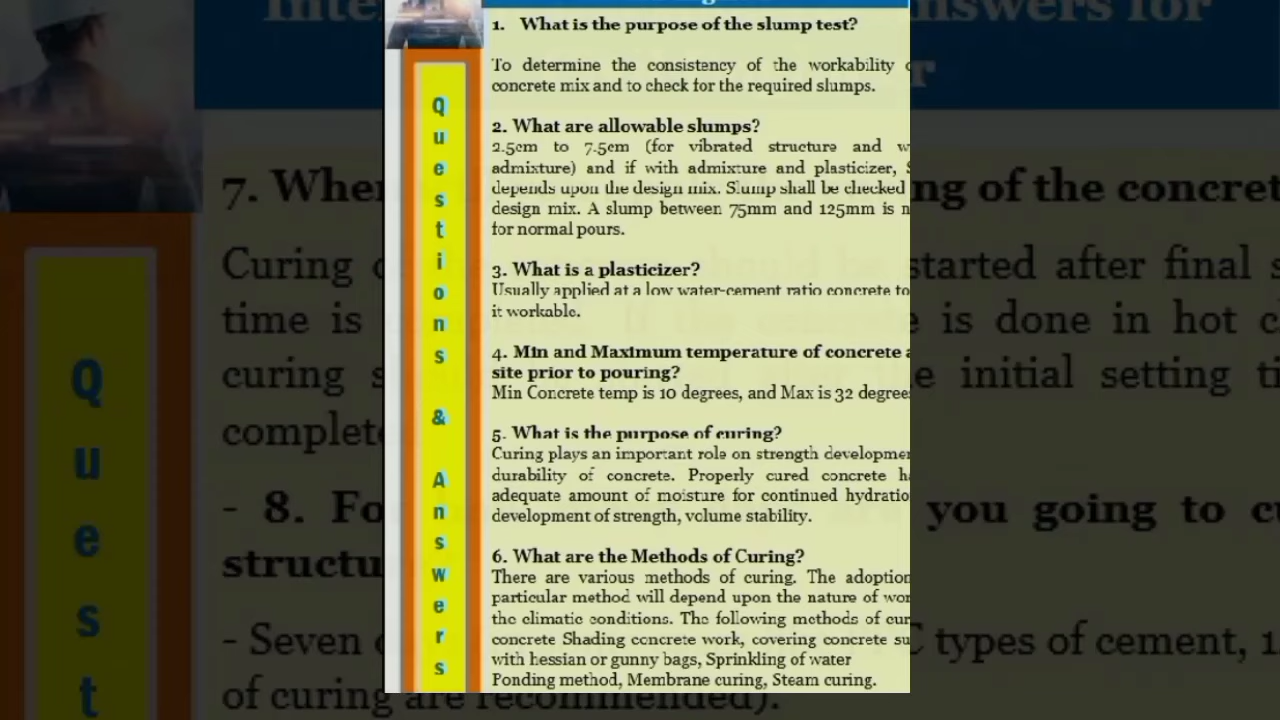 1. What is the purpose of the slump test?
To determine the consistency of the workability
concrete mix and to check for the required slumps.
2. What are allowable slumps?
2.5cm to 7.5cm (for vibrated structure and
admixture) and if with admixture and plasticizer,
depends upon the design mix. Slump shall be checked
design mix. A slump between 75mm and 125mm is
for normal pours.
3. What is a plasticizer?
Usually applied at a low water-cement ratio concrete to
it workable.
4. Min and Maximum temperature of concrete
site prior to pouring?
Min Concrete temp is 10 degrees, and Max is 32
5. What is the purpose of curing?
Curing plays an important role on strength
durability of concrete. Properly cured concrete
adequate amount of moisture for continued
development of strength, volume stability.
6. What are the Methods of Curing?
There are various methods of curing. The adoption
particular method will depend upon the nature of
the climatic conditions. The following methods of
concrete Shading concrete work, covering concrete
with hessian or gunny bags, Sprinkling of water
Ponding method, Membrane curing, Steam curing.
Questions & Answers
for
7. ing of the concrete
Curing should be started after final
time is is done in hot
curing the initial setting
complete
- 8. you going to
- Seven types of cement,
of curing are recommended).